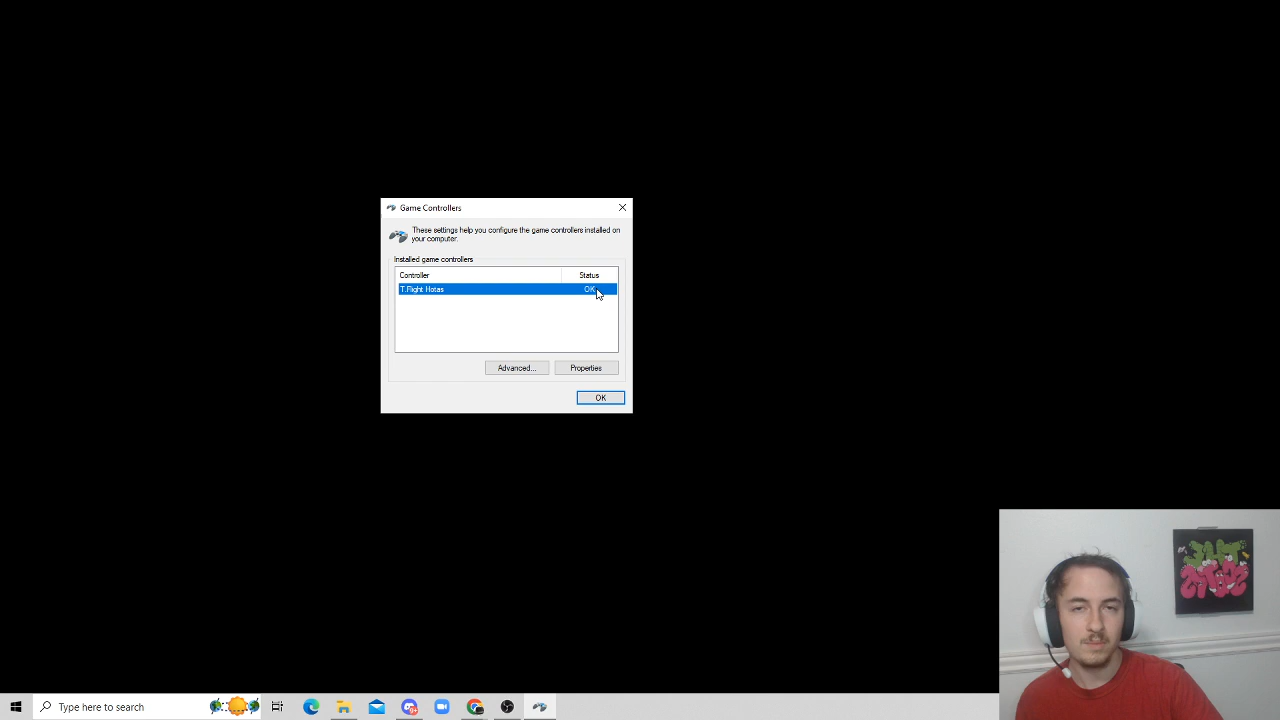 Game Controllers
These settings help you configure the game controllers installed on
your computer.
Installed game controllers
Controller Status
T.Flight Hotas OK
Advanced... Properties
OK
Type here to search